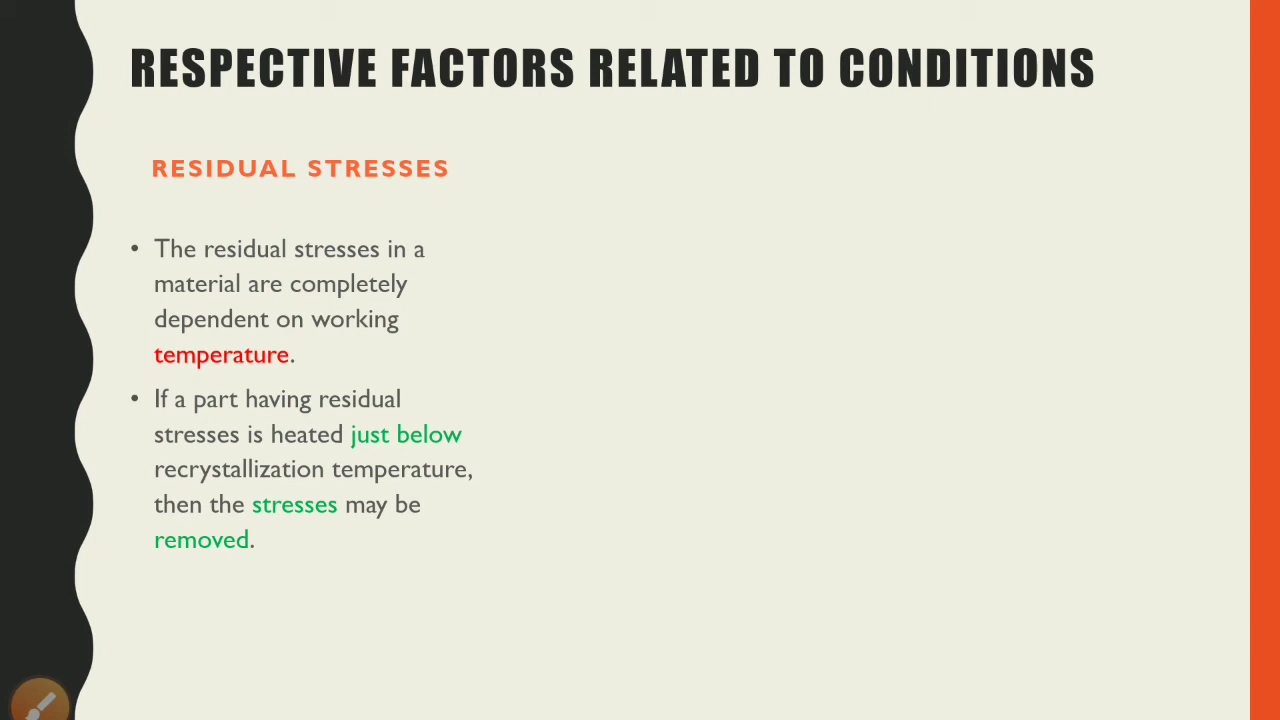 RESPECTIVE FACTORS RELATED TO CONDITIONS
RESIDUAL STRESSES
• The residual stresses in a
material are completely
dependent on working
temperature.
• If a part having residual
stresses is heated just below
recrystallization temperature,
then the stresses may be
removed.